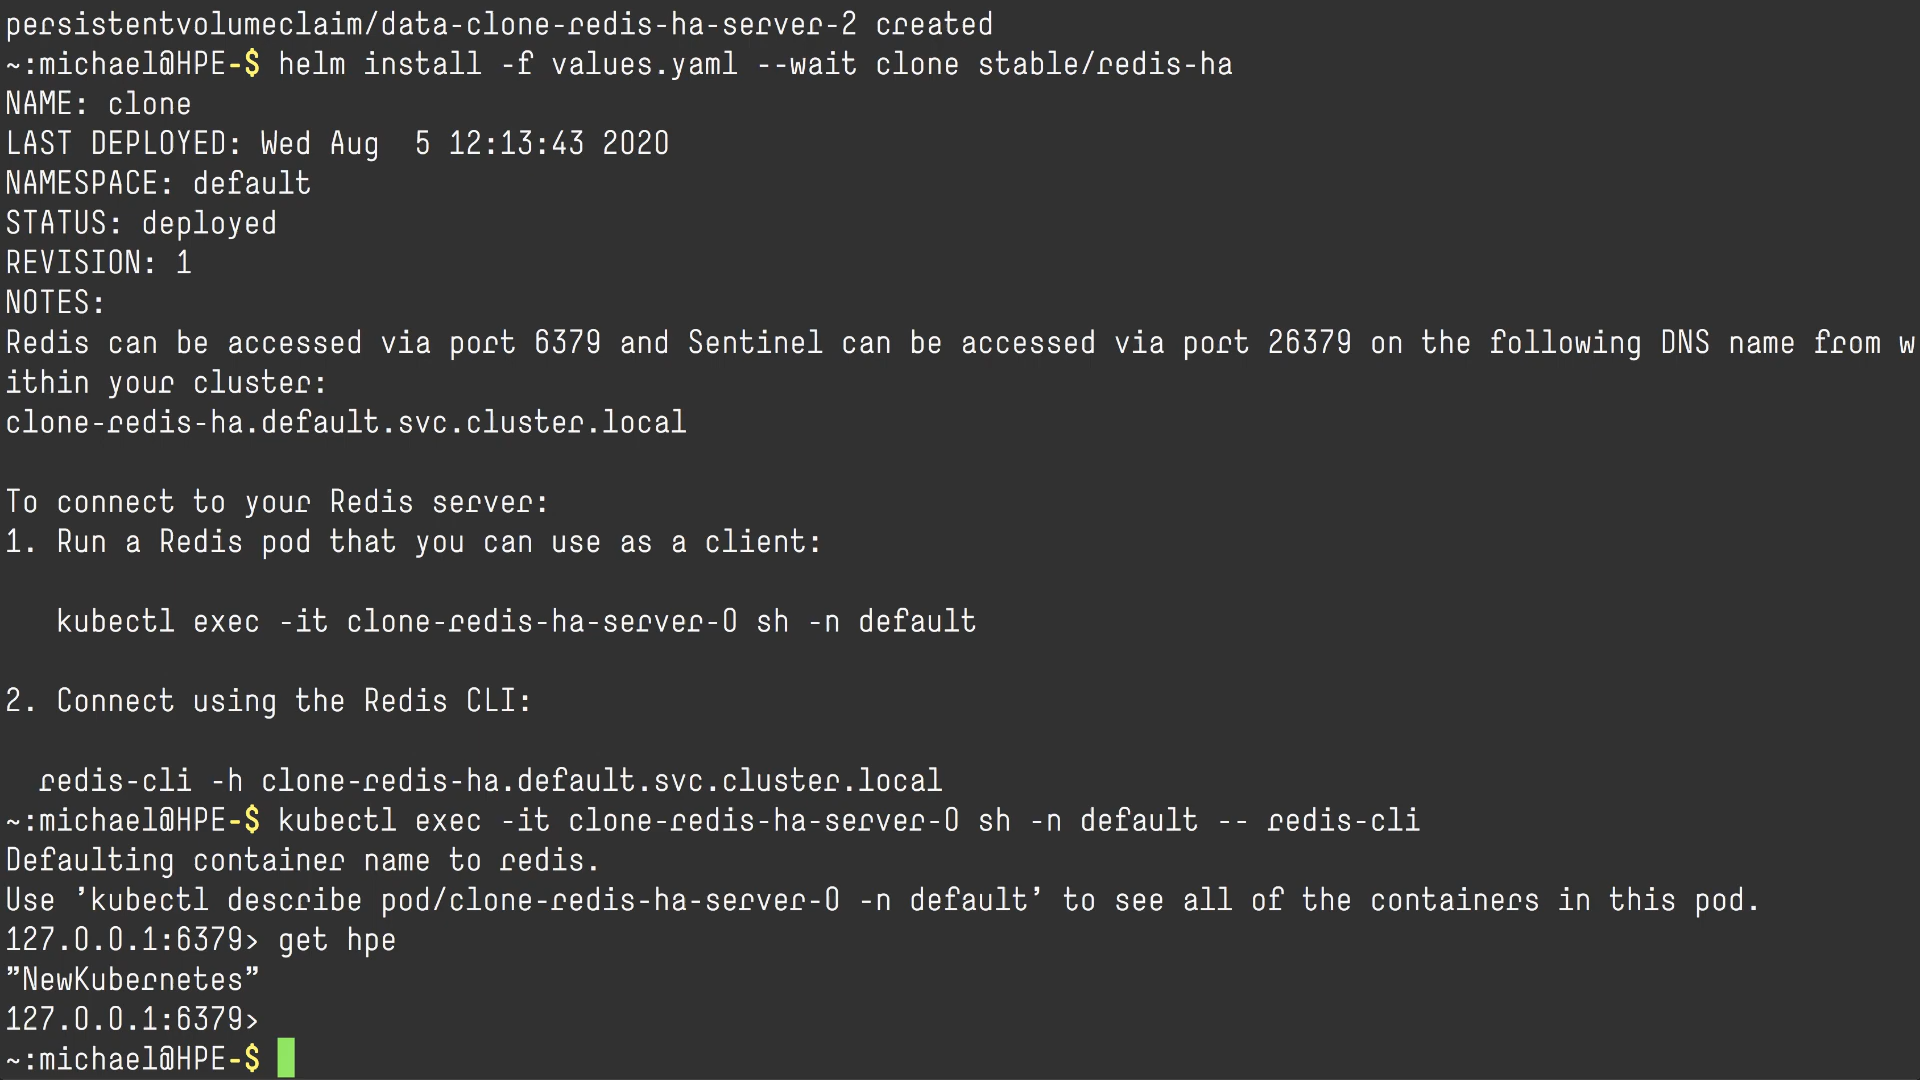 persistentvolumeclaim/data-clone-redis-ha-server-2 created
~:michael@HPE-$ helm install -f values.yaml --wait clone stable/redis-ha
NAME: clone
LAST DEPLOYED: Wed Aug  5 12:13:43 2020
NAMESPACE: default
STATUS: deployed
REVISION: 1
NOTES:
Redis can be accessed via port 6379 and Sentinel can be accessed via port 26379 on the following DNS name from w
ithin your cluster:
clone-redis-ha.default.svc.cluster.local

To connect to your Redis server:
1. Run a Redis pod that you can use as a client:

   kubectl exec -it clone-redis-ha-server-0 sh -n default

2. Connect using the Redis CLI:

  redis-cli -h clone-redis-ha.default.svc.cluster.local
~:michael@HPE-$ kubectl exec -it clone-redis-ha-server-0 sh -n default -- redis-cli
Defaulting container name to redis.
Use 'kubectl describe pod/clone-redis-ha-server-0 -n default' to see all of the containers in this pod.
127.0.0.1:6379> get hpe
"NewKubernetes"
127.0.0.1:6379>
~:michael@HPE-$